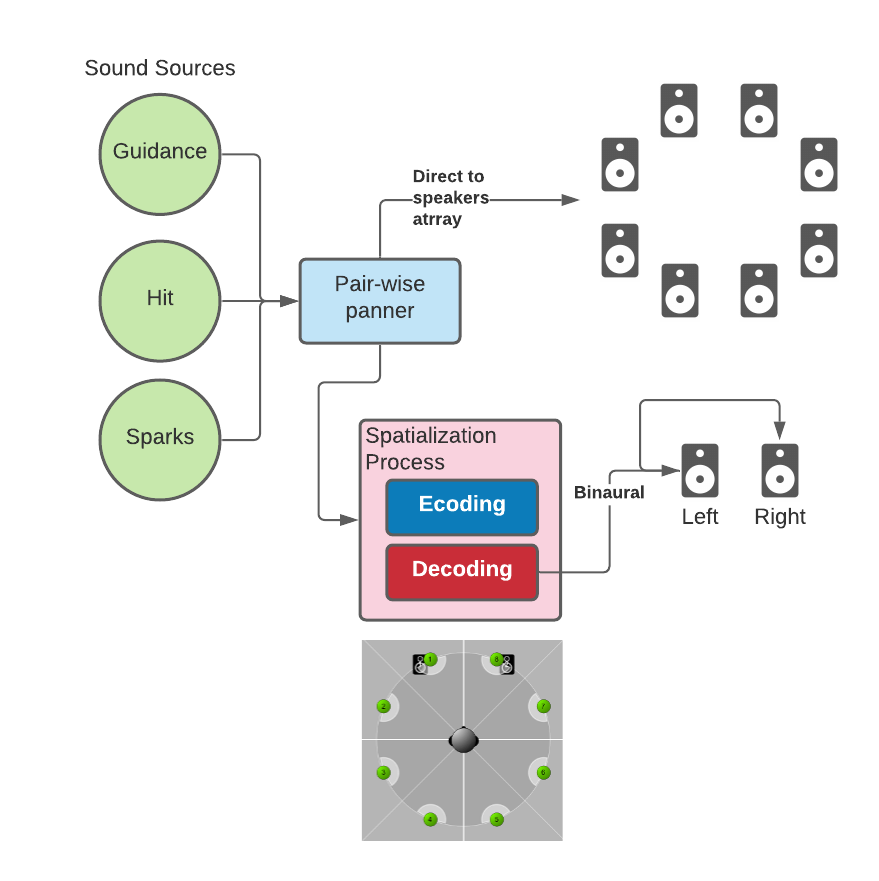 Sound Sources
Guidance
Hit
Sparks
Pair-wise
panner
Direct to
speakers
atrray
Spatialization
Process
Ecoding
Decoding
Binaural
Left
Right
1
8
2
7
3
6
4
5